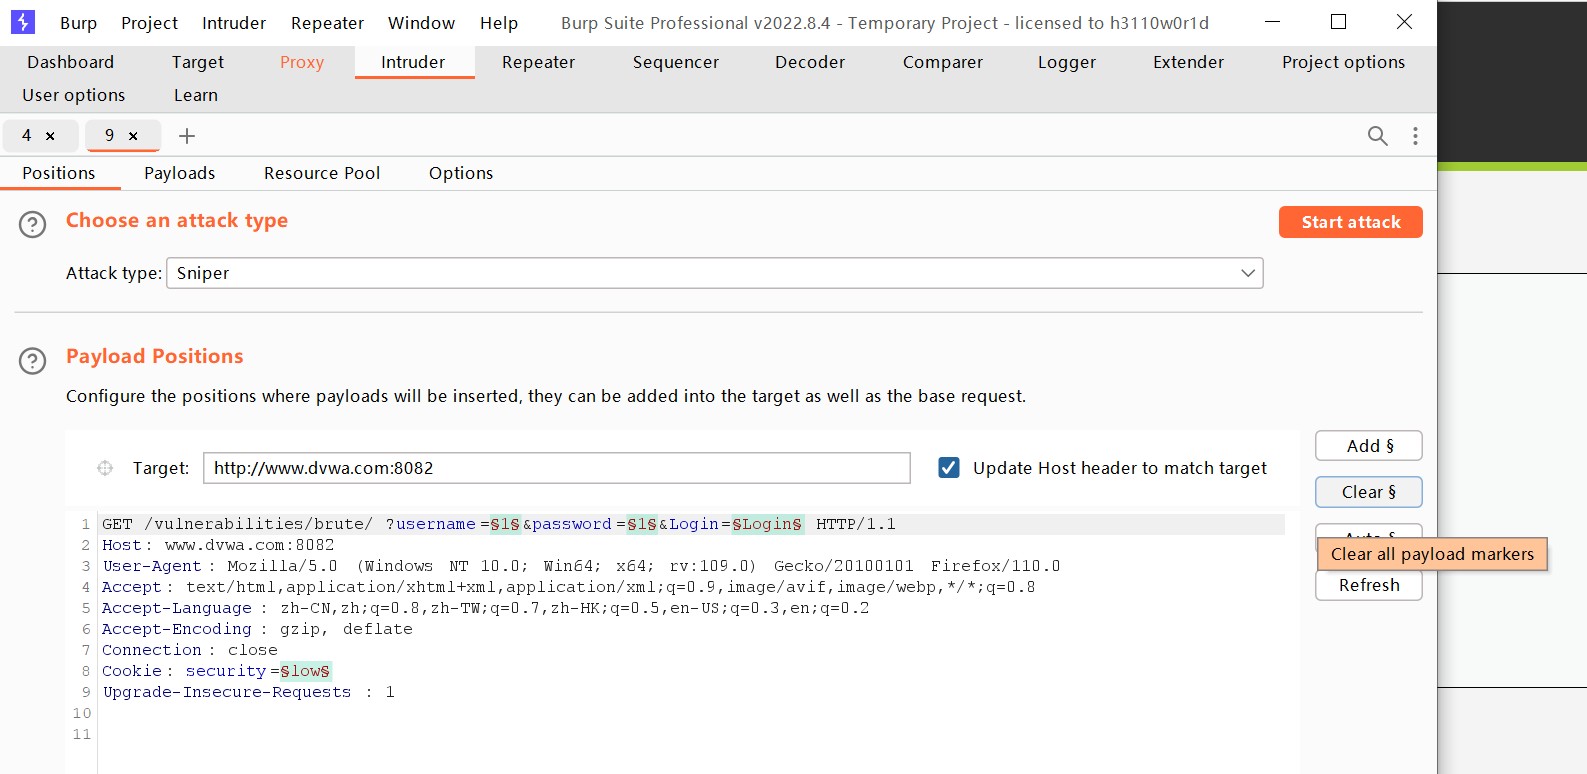 Burp Project Intruder Repeater Window Help Burp Suite Professional v2022.8.4 - Temporary Project - licensed to h3110w0r1d
Dashboard Target Proxy Intruder Repeater Sequencer Decoder Comparer Logger Extender Project options
User options Learn
4 × 9 × +
Positions Payloads Resource Pool Options
? Choose an attack type Start attack
Attack type: Sniper
? Payload Positions
Configure the positions where payloads will be inserted, they can be added into the target as well as the base request.
Add §
Target: http://www.dvwa.com:8082 Update Host header to match target
Clear §
1 GET /vulnerabilities/brute/ ?username=§1§&password=§1§&Login=§Login§ HTTP/1.1
2 Host: www.dvwa.com:8082
Clear all payload markers
3 User-Agent: Mozilla/5.0 (Windows NT 10.0; Win64; x64; rv:109.0) Gecko/20100101 Firefox/110.0
4 Accept: text/html,application/xhtml+xml,application/xml;q=0.9,image/avif,image/webp,*/*;q=0.8
Refresh
5 Accept-Language: zh-CN,zh;q=0.8,zh-TW;q=0.7,zh-HK;q=0.5,en-US;q=0.3,en;q=0.2
6 Accept-Encoding: gzip, deflate
7 Connection: close
8 Cookie: security=§low§
9 Upgrade-Insecure-Requests : 1
10
11